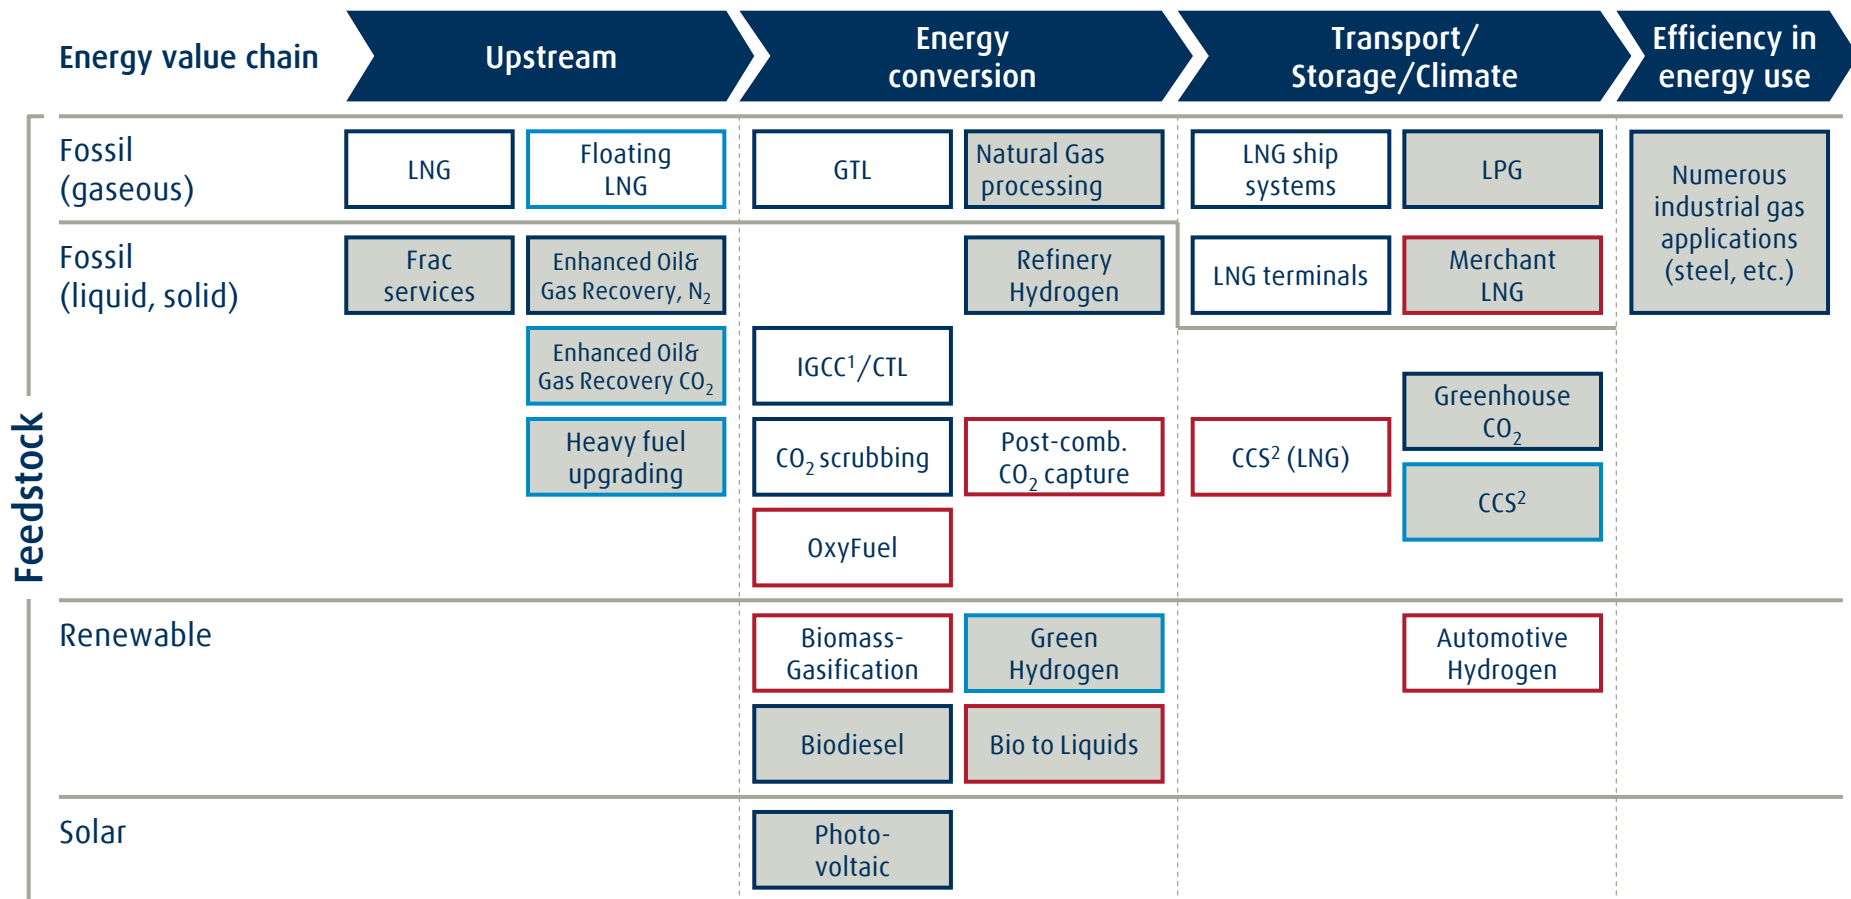 Energy value chain
Upstream
Energy
conversion
Transport/
Storage/Climate
Efficiency in
energy use
Feedstock
Fossil
(gaseous)
LNG
Floating
LNG
GTL
Natural Gas
processing
LNG ship
systems
LPG
Numerous
industrial gas
applications
(steel, etc.)
Fossil
(liquid, solid)
Frac
services
Enhanced Oil&
Gas Recovery, N₂
Refinery
Hydrogen
LNG terminals
Merchant
LNG
Enhanced Oil&
Gas Recovery CO₂
IGCC¹/CTL
Greenhouse
CO₂
Heavy fuel
upgrading
CO₂ scrubbing
Post-comb.
CO₂ capture
CCS² (LNG)
CCS²
OxyFuel
Renewable
Biomass-
Gasification
Green
Hydrogen
Automotive
Hydrogen
Biodiesel
Bio to Liquids
Solar
Photo-
voltaic